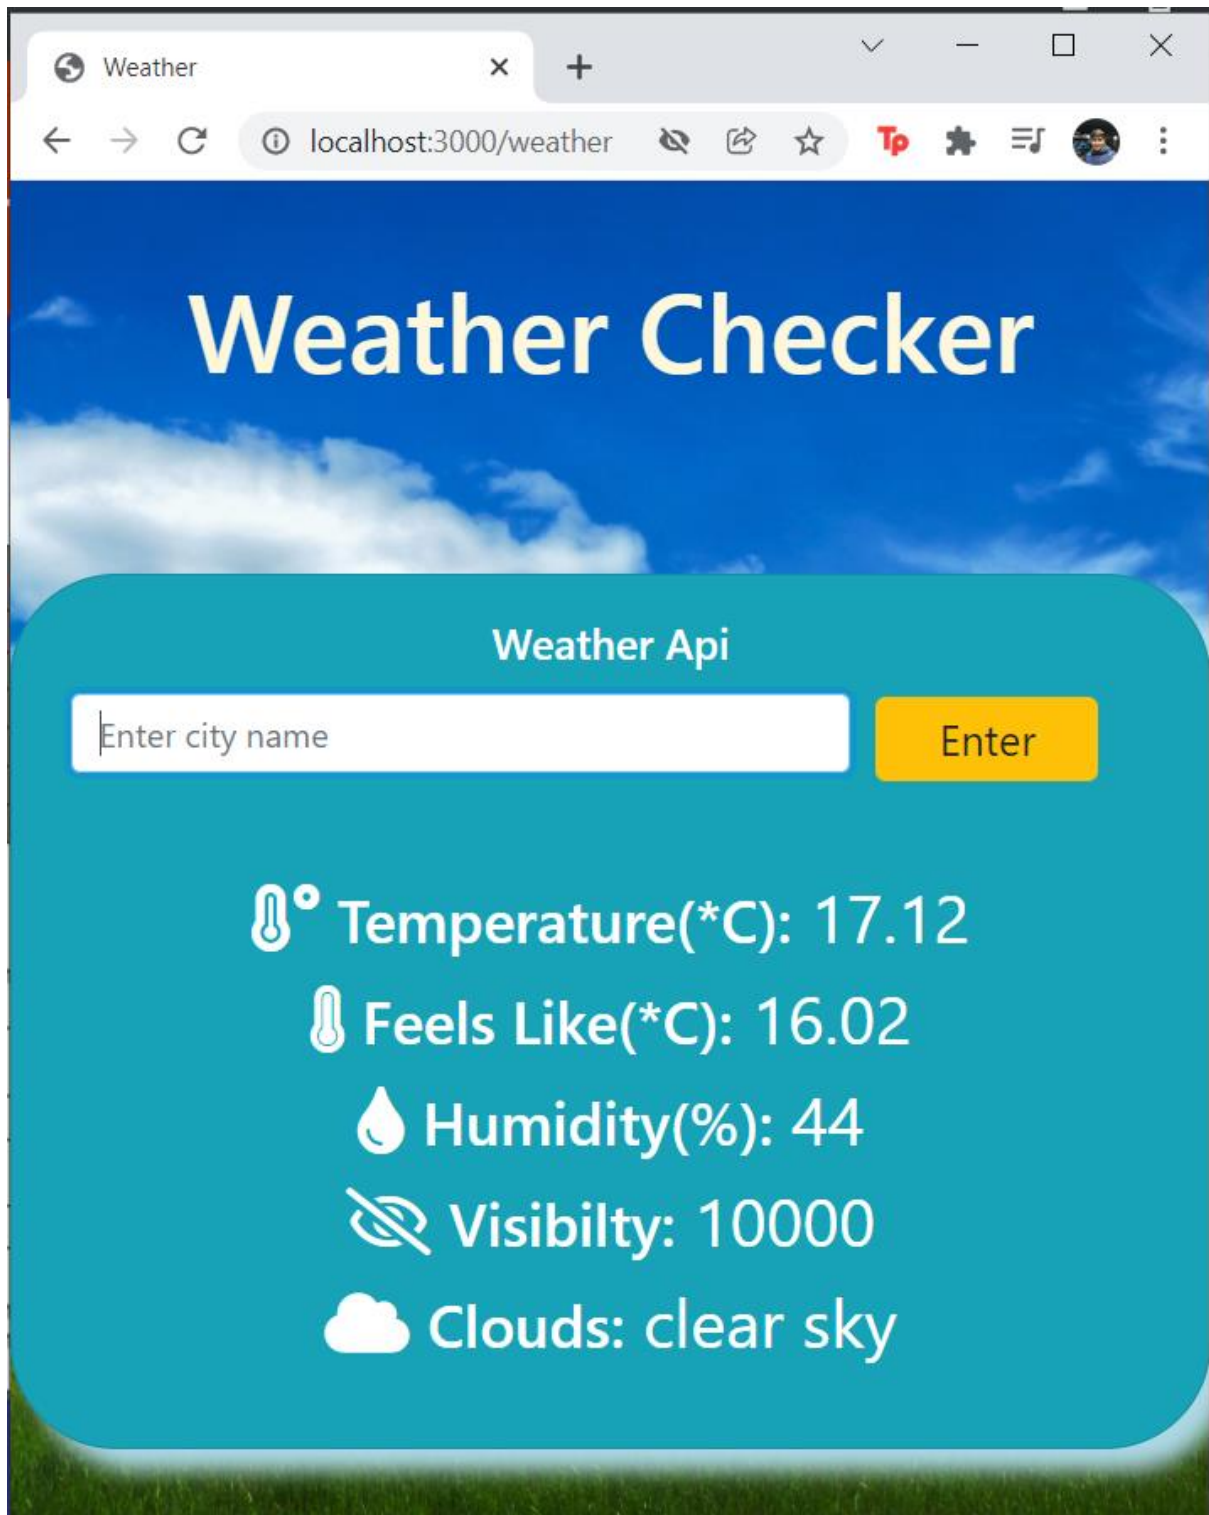 Weather
localhost:3000/weather
Tp
Weather Checker
Weather Api
Enter city name
Enter
Temperature(*C): 17.12
Feels Like(*C): 16.02
Humidity(%): 44
Visibilty: 10000
Clouds: clear sky